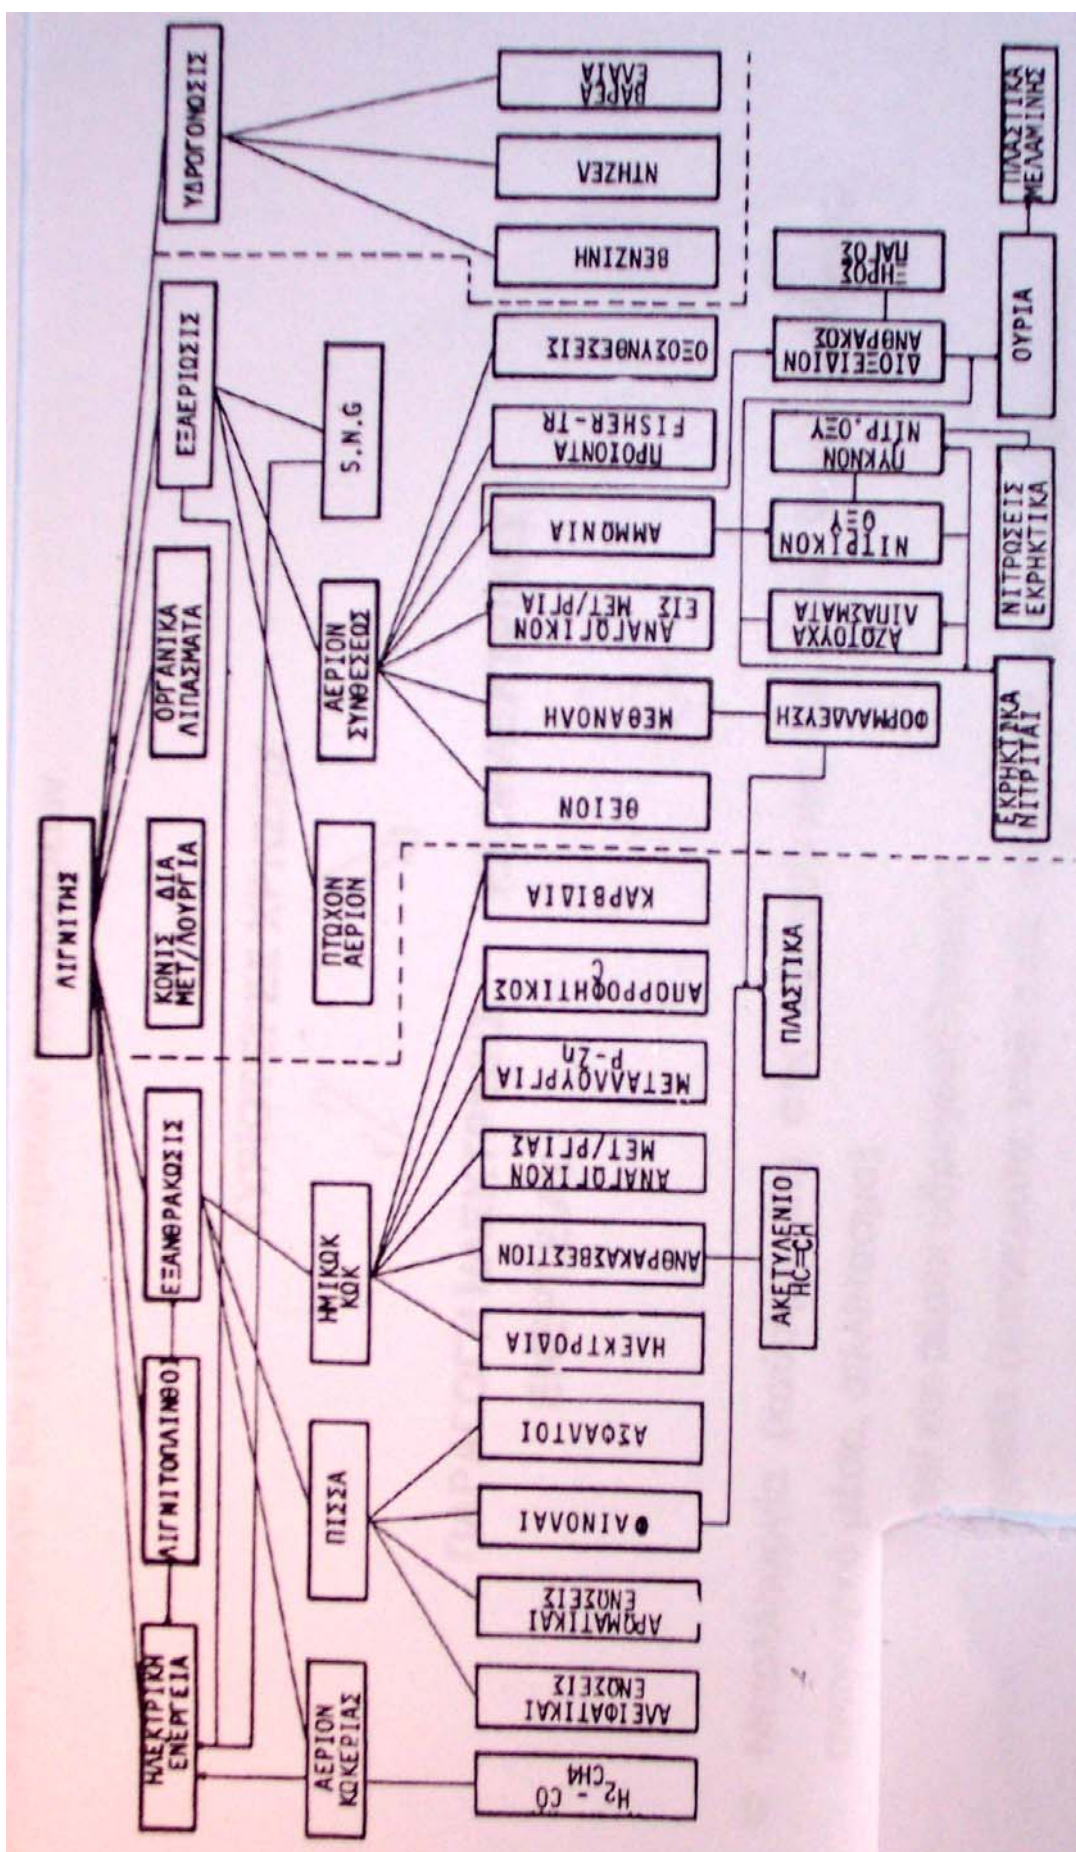 ΛΙΓΝΙΤΗΣ
ΗΛΕΚΤΡΙΚΗ
ΕΝΕΡΓΕΙΑ
ΛΙΓΝΙΤΟΠΛΙΝΘΟΙ
ΕΞΑΝΘΡΑΚΩΣΙΣ
ΚΟΝΙΣ ΔΙΑ
ΜΕΤ/ΛΟΥΡΓΙΑ
ΟΡΓΑΝΙΚΑ
ΛΙΠΑΣΜΑΤΑ
ΕΞΑΕΡΙΩΣΙΣ
ΥΔΡΟΓΟΝΩΣΙΣ
ΑΕΡΙΟΝ
ΚΩΚΕΡΙΑΣ
ΠΙΣΣΑ
ΗΜΙΚΩΚ
ΚΩΚ
ΠΤΩΧΟΝ
ΑΕΡΙΟΝ
ΑΕΡΙΟΝ
ΣΥΝΘΕΣΕΩΣ
S.N.G
H2 - CO
CH4
ΑΛΕΙΦΑΤΙΚΑΙ
ΕΝΩΣΕΙΣ
ΑΡΩΜΑΤΙΚΑΙ
ΕΝΩΣΕΙΣ
ΦΑΙΝΟΛΑΙ
ΑΣΦΑΛΤΟΙ
ΗΛΕΚΤΡΟΔΙΑ
ΑΝΘΡΑΚΑΣΒΕΣΤΙΟΝ
ΑΝΑΓΩΓΙΚΟΝ
ΜΕΤ/ΡΓΙΑΣ
ΜΕΤΑΛΛΟΥΡΓΙΑ
P-Zn
ΑΠΟΡΡΟΦΗΤΙΚΟΣ
C
ΚΑΡΒΙΔΙΑ
ΘΕΙΟΝ
ΜΕΘΑΝΟΛΗ
ΑΝΑΓΩΓΙΚΟΝ
ΕΙΣ ΜΕΤ/ΡΓΙΑ
ΑΜΜΩΝΙΑ
ΠΡΟΙΟΝΤΑ
FISHER-TR
ΟΞΟΣΥΝΘΕΣΕΙΣ
ΒΕΝΖΙΝΗ
ΝΤΗΖΕΛ
ΒΑΡΕΑ
ΕΛΑΙΑ
ΑΚΕΤΥΛΕΝΙΟ
HC=CH
ΠΛΑΣΤΙΚΑ
ΦΟΡΜΑΛΔΕΥΣΗ
ΑΖΩΤΟΥΧΑ
ΛΙΠΑΣΜΑΤΑ
ΝΙΤΡΙΚΟΝ
ΟΞΥ
ΠΥΚΝΟΝ
ΝΙΤΡ.ΟΞΥ
ΔΙΟΞΕΙΔΙΟΝ
ΑΝΘΡΑΚΟΣ
ΞΗΡΟΣ
ΠΑΓΟΣ
ΕΚΡΗΚΤΙΚΑ
ΝΙΤΡΙΤΑΙ
ΝΙΤΡΩΣΕΙΣ
ΕΚΡΗΚΤΙΚΑ
ΟΥΡΙΑ
ΠΛΑΣΤΙΚΑ
ΜΕΛΑΜΙΝΗΣ